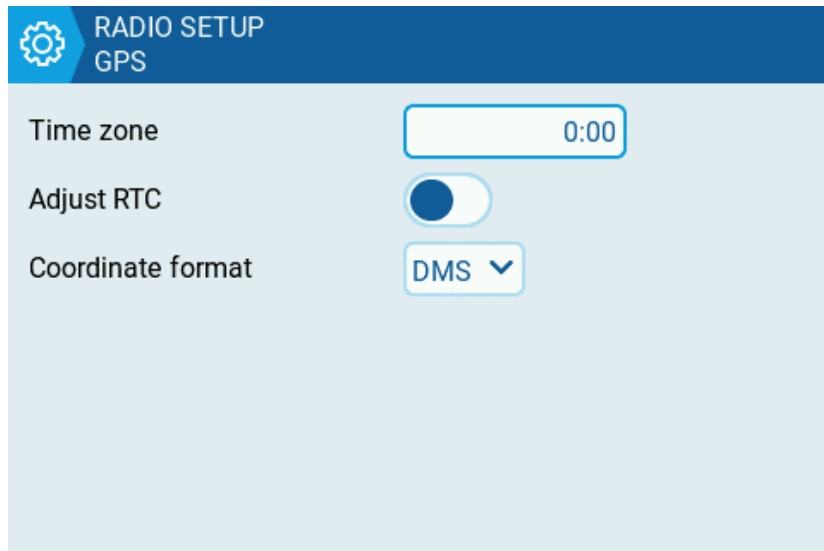 RADIO SETUP
GPS
Time zone
0:00
Adjust RTC
Coordinate format
DMS